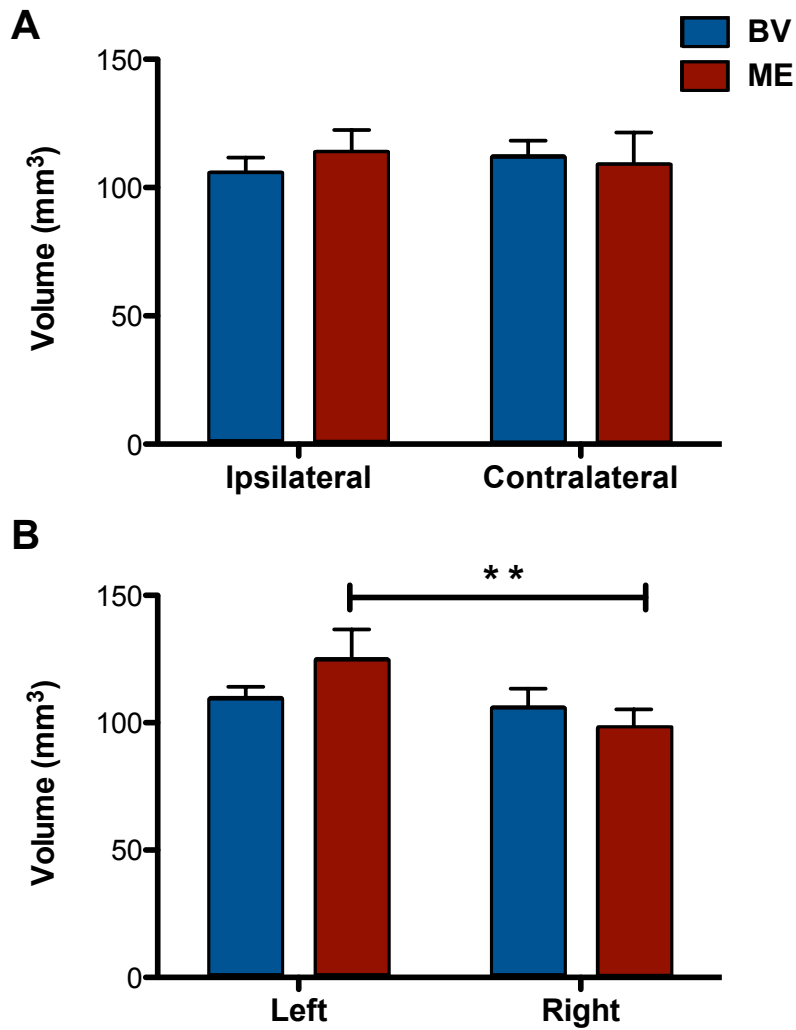 A
BV
ME
150
100
50
0
Volume (mm³)
Ipsilateral Contralateral
B
**
150
100
50
0
Volume (mm³)
Left Right